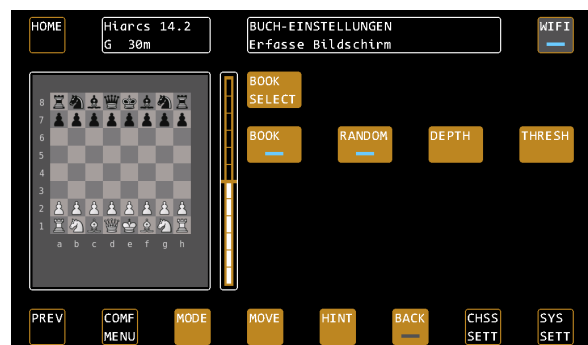 HOME
Hiarcs 14.2
G 30m
BUCH-EINSTELLUNGEN
Erfasse Bildschirm
WIFI
BOOK
SELECT
BOOK
RANDOM
DEPTH
THRESH
8
7
6
5
4
3
2
1
a b c d e f g h
PREV
COMF
MENU
MODE
MOVE
HINT
BACK
CHSS
SETT
SYS
SETT